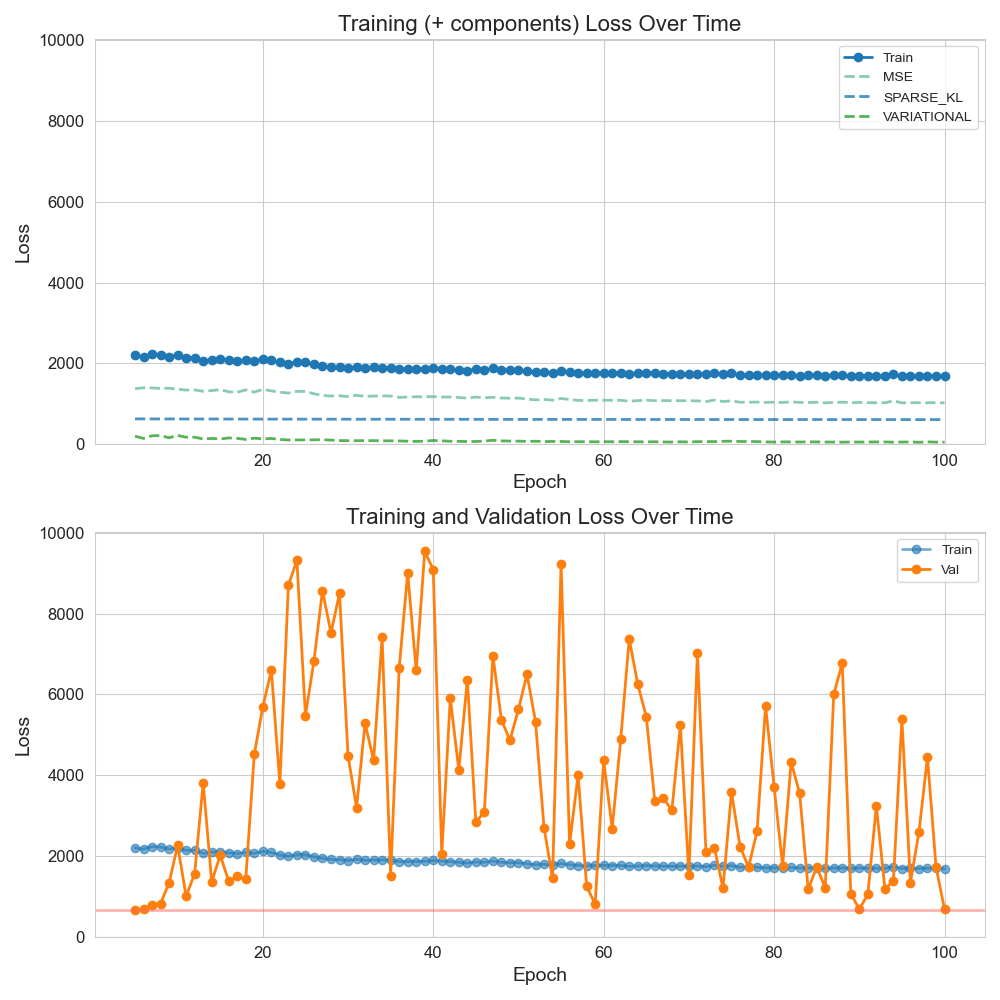 Training (+ components) Loss Over Time
10000
8000
6000
4000
2000
0
Loss
Train
MSE
SPARSE_KL
VARIATIONAL
20 40 60 80 100
Epoch
Training and Validation Loss Over Time
10000
8000
6000
4000
2000
0
Loss
Train
Val
20 40 60 80 100
Epoch